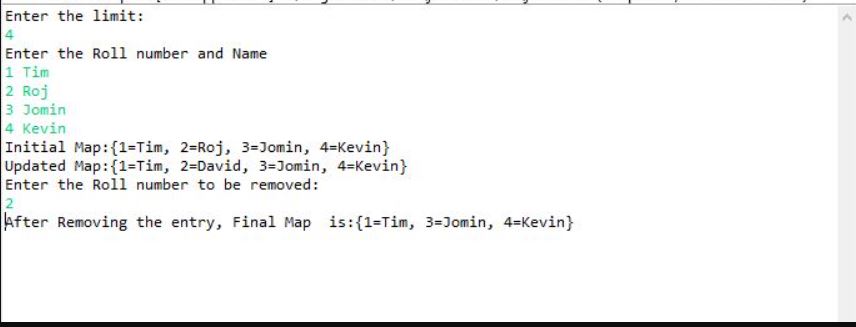 Enter the limit:
4
Enter the Roll number and Name
1 Tim
2 Roj
3 Jomin
4 Kevin
Initial Map:{1=Tim, 2=Roj, 3=Jomin, 4=Kevin}
Updated Map:{1=Tim, 2=David, 3=Jomin, 4=Kevin}
Enter the Roll number to be removed:
2
After Removing the entry, Final Map  is:{1=Tim, 3=Jomin, 4=Kevin}